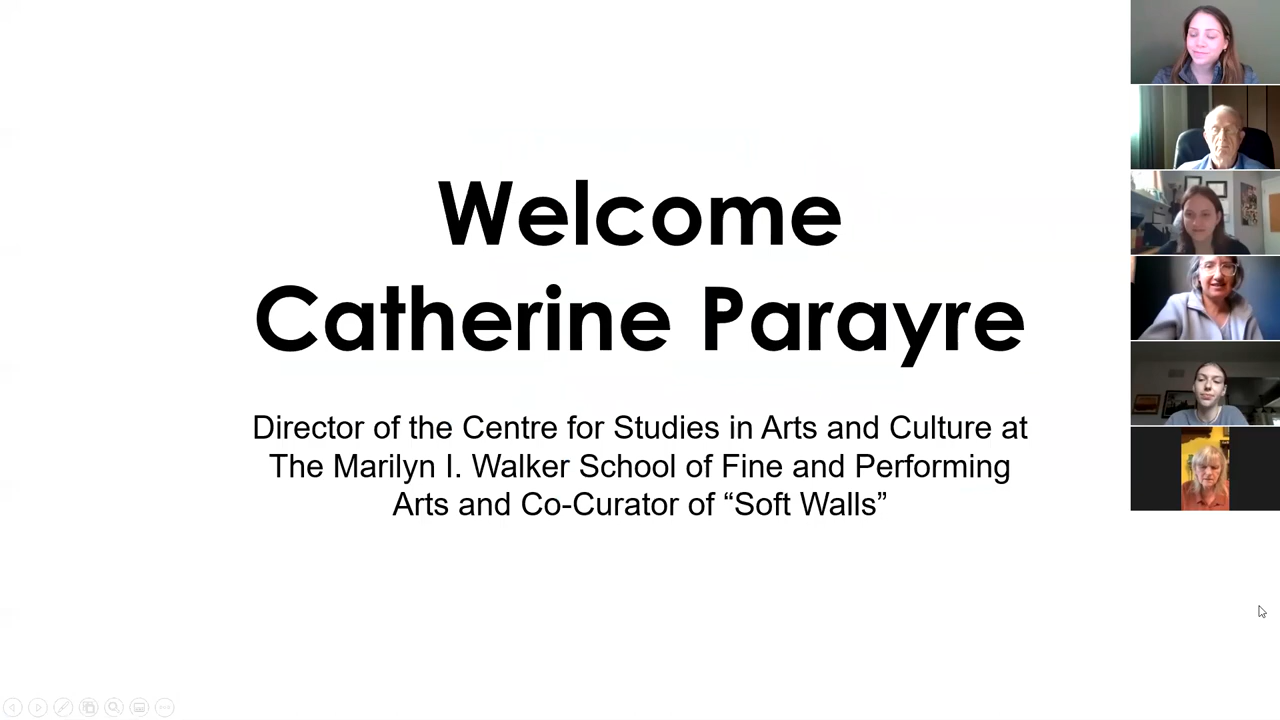 Welcome
Catherine Parayre
Director of the Centre for Studies in Arts and Culture at
The Marilyn I. Walker School of Fine and Performing
Arts and Co-Curator of “Soft Walls”